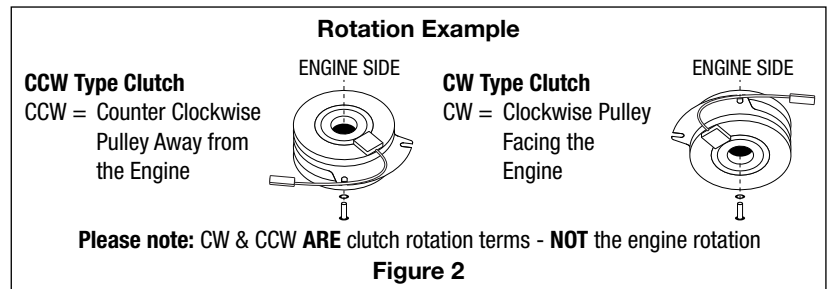 Rotation Example
CCW Type Clutch
CCW = Counter Clockwise
Pulley Away from
the Engine
ENGINE SIDE
CW Type Clutch
CW = Clockwise Pulley
Facing the
Engine
ENGINE SIDE
Please note: CW & CCW ARE clutch rotation terms - NOT the engine rotation
Figure 2